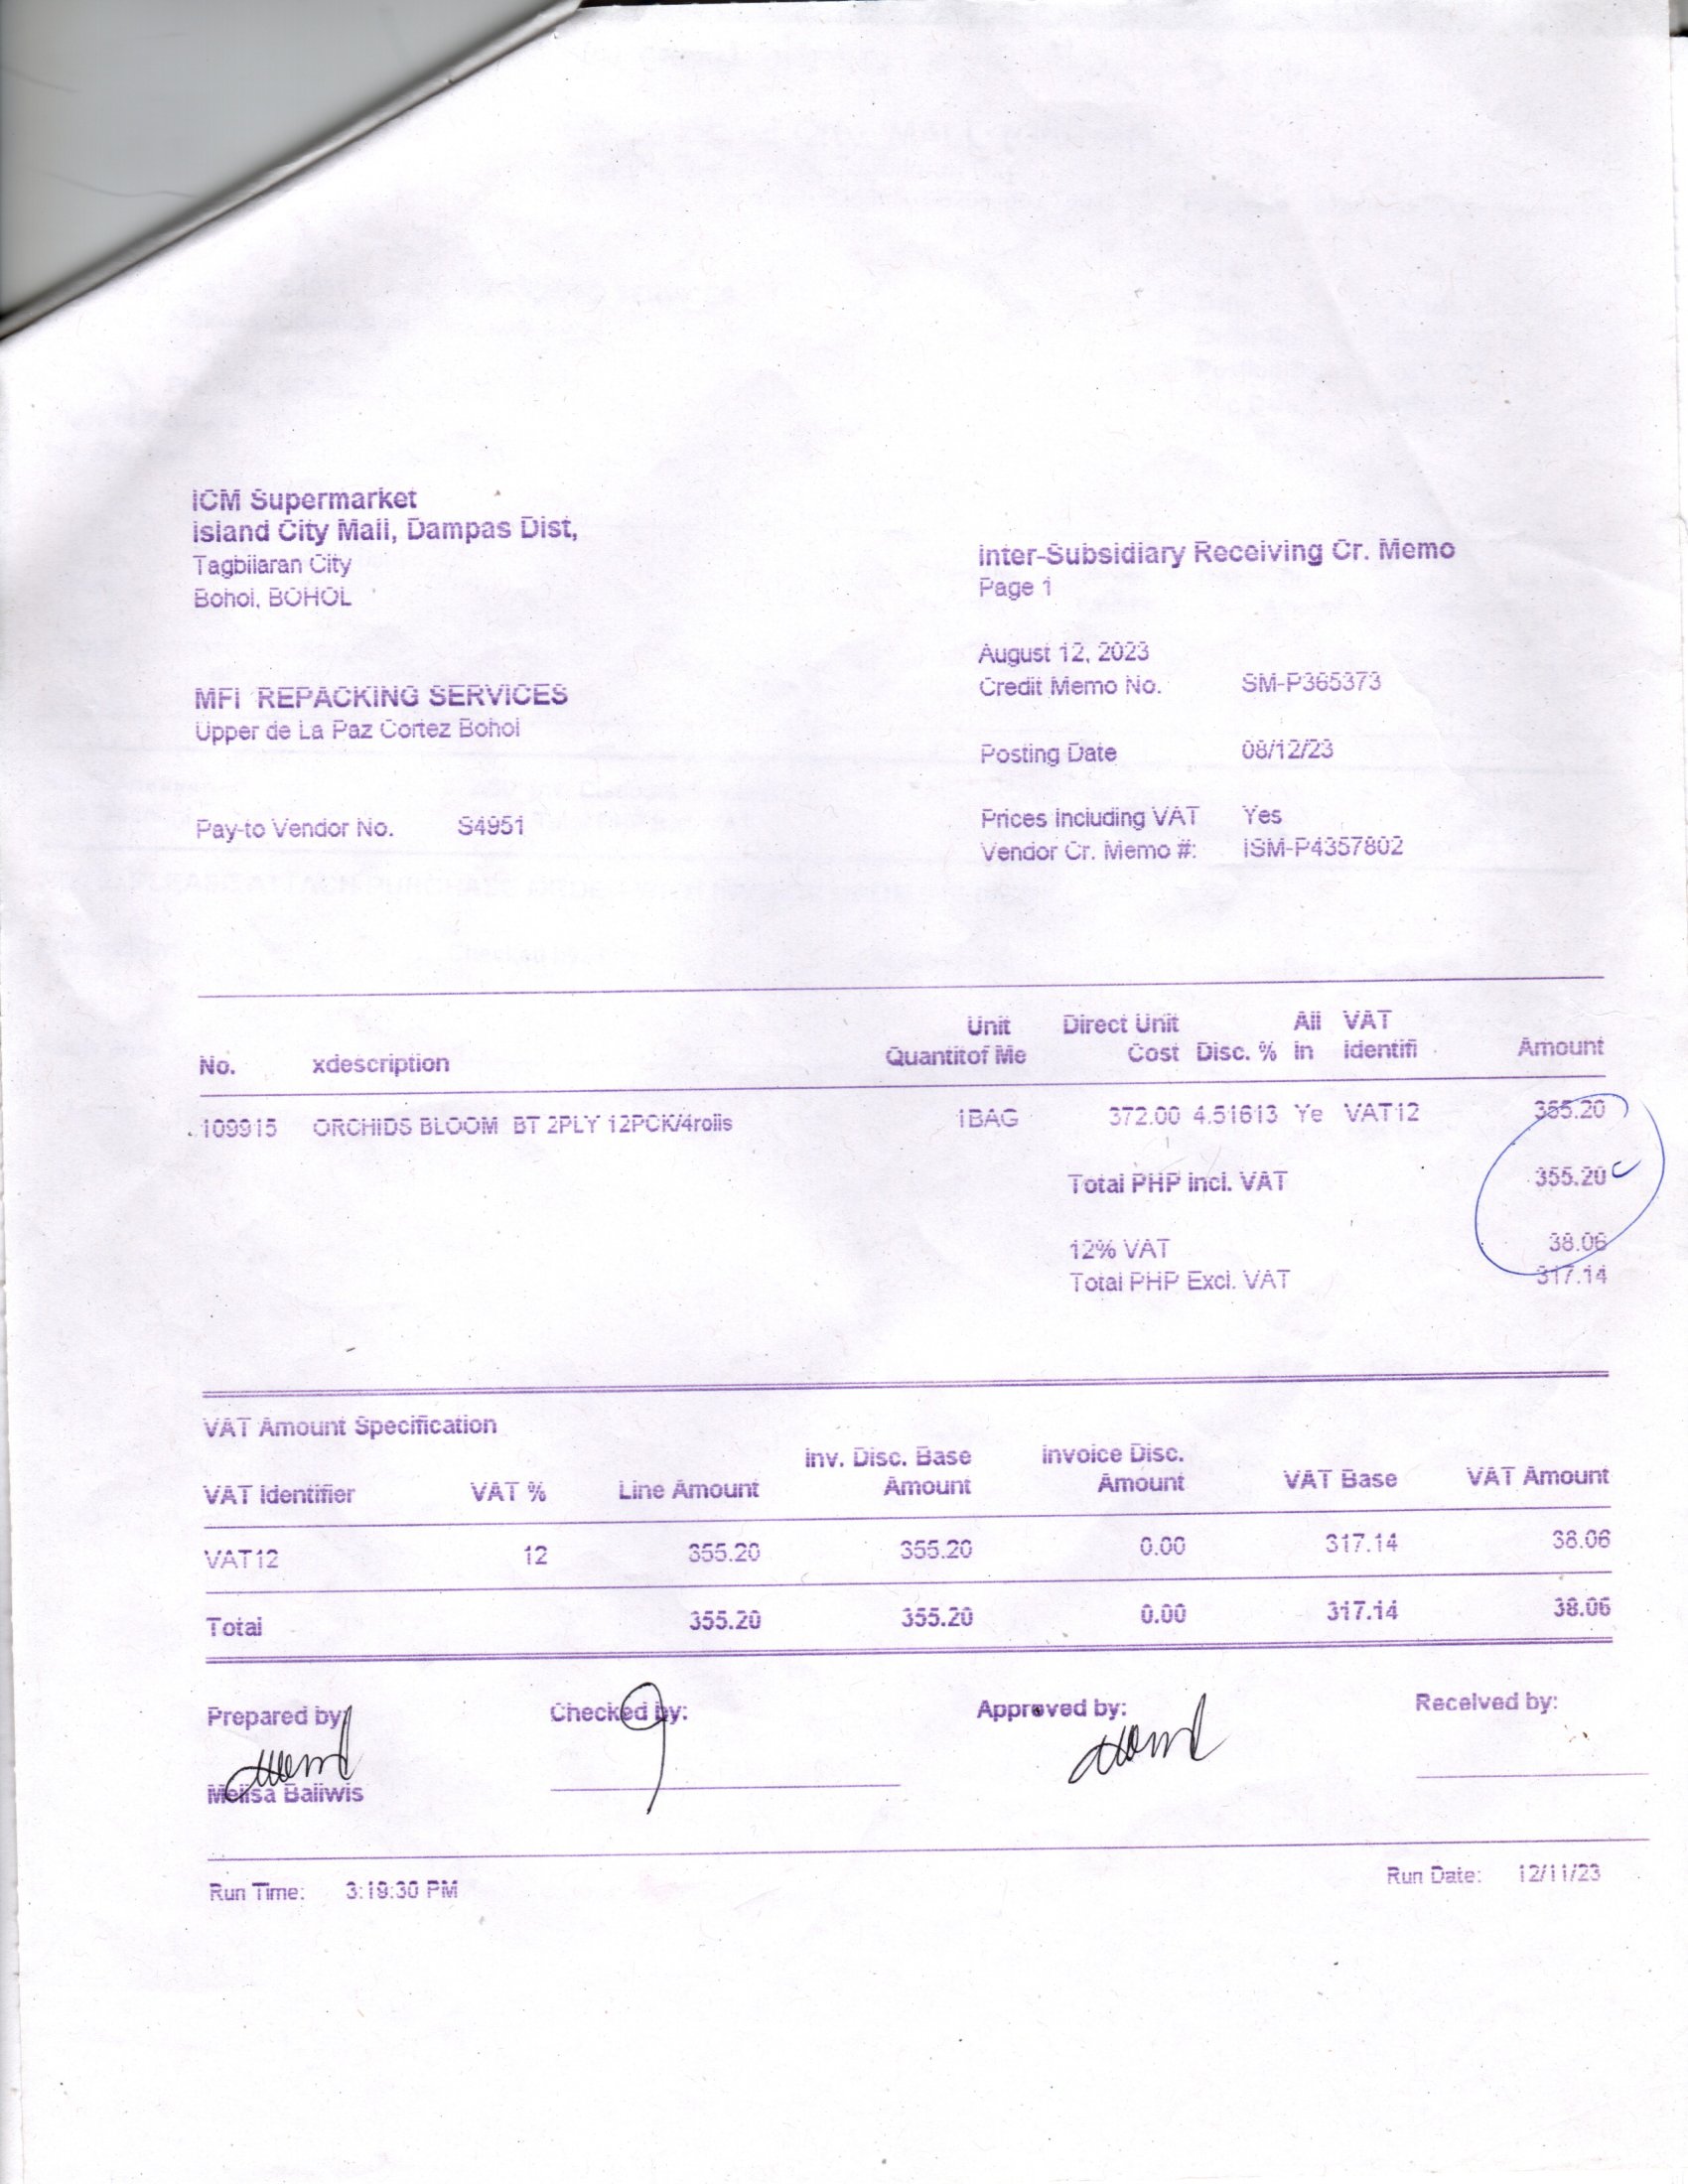 ICM Supermarket
Island City Mall, Dampas Dist,
Tagbilaran City
Bohol, BOHOL
Inter-Subsidiary Receiving Cr. Memo
Page 1
August 12, 2023
Credit Memo No. SM-P365373
MFI REPACKING SERVICES
Upper de La Paz Cortez Bohol
Posting Date 08/12/23
Pay-to Vendor No. S4951
Prices Including VAT Yes
Vendor Cr. Memo #: ISM-P4357802
Unit Direct Unit All VAT
No. xdescription Quantitof Me Cost Disc. % In Identifi Amount
109915 ORCHIDS BLOOM BT 2PLY 12PCK/4rolls 1BAG 372.00 4.51613 Ye VAT12 355.20
Total PHP Incl. VAT 355.20
12% VAT 38.06
Total PHP Excl. VAT 317.14
VAT Amount Specification
Inv. Disc. Base Invoice Disc.
VAT Identifier VAT % Line Amount Amount Amount VAT Base VAT Amount
VAT12 12 355.20 355.20 0.00 317.14 38.06
Total 355.20 355.20 0.00 317.14 38.06
Prepared by: Checked by: Approved by: Received by:
Melisa Baliwis
Run Time: 3:19:30 PM Run Date: 12/11/23